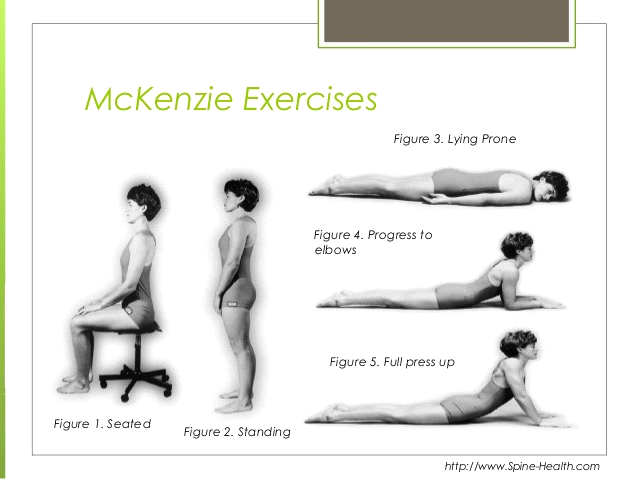 McKenzie Exercises
Figure 3. Lying Prone
Figure 4. Progress to
elbows
Figure 5. Full press up
Figure 1. Seated
Figure 2. Standing
http://www.Spine-Health.com